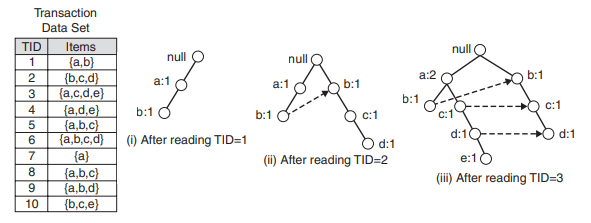 Transaction
Data Set
TID Items
1 {a,b}
2 {b,c,d}
3 {a,c,d,e}
4 {a,d,e}
5 {a,b,c}
6 {a,b,c,d}
7 {a}
8 {a,b,c}
9 {a,b,d}
10 {b,c,e}
null
a:1
b:1
(i) After reading TID=1
null
a:1 b:1
b:1 c:1
d:1
(ii) After reading TID=2
null
a:2 b:1
b:1
c:1 c:1
d:1 d:1
e:1
(iii) After reading TID=3